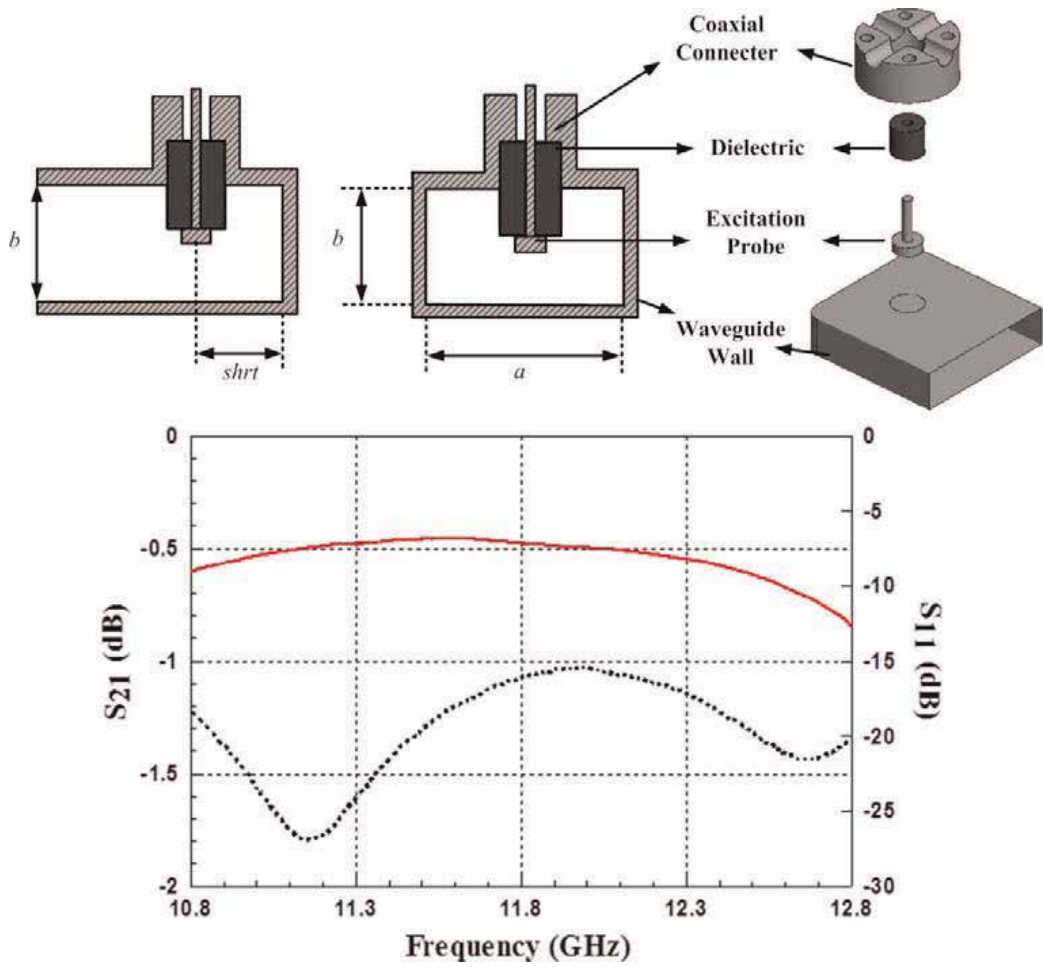 Coaxial
Connecter
Dielectric
Excitation
Probe
Waveguide
Wall
b
shrt
b
a
0
-0.5
-1
-1.5
-2
S21 (dB)
0
-5
-10
-15
-20
-25
-30
S11 (dB)
10.8 11.3 11.8 12.3 12.8
Frequency (GHz)